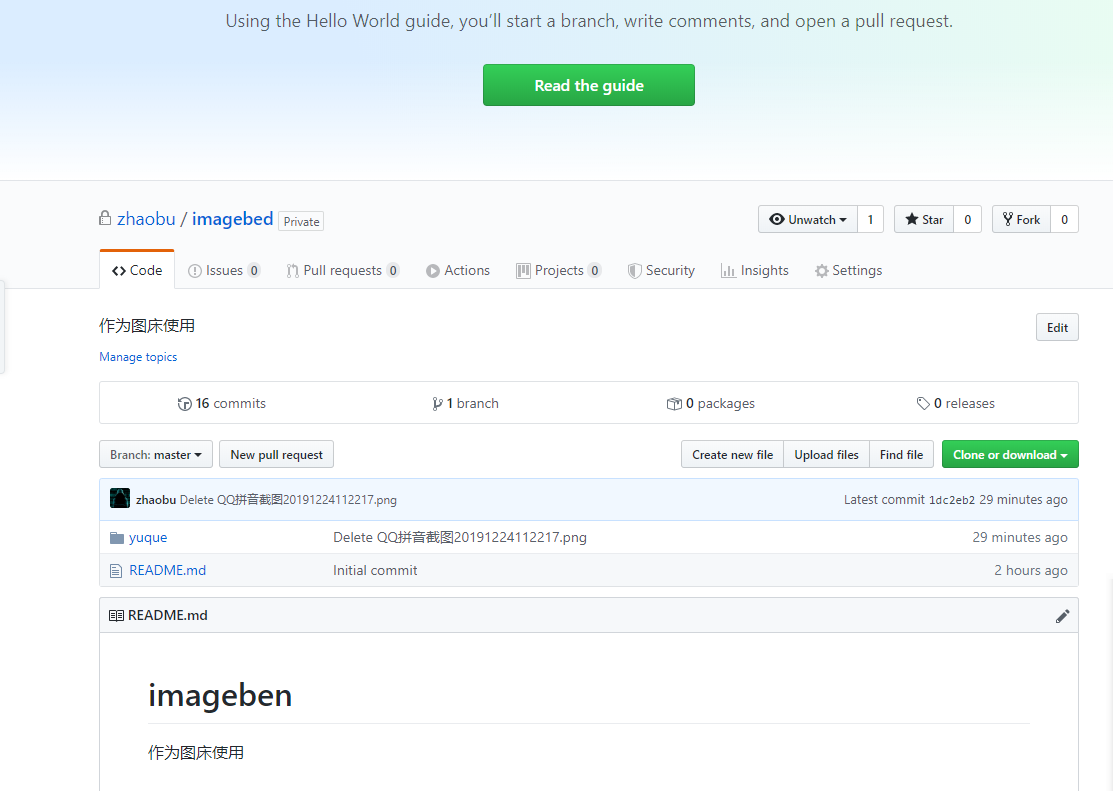 Using the Hello World guide, you’ll start a branch, write comments, and open a pull request.
Read the guide
zhaobu / imagebed Private
Unwatch 1 Star 0 Fork 0
Code Issues 0 Pull requests 0 Actions Projects 0 Security Insights Settings
作为图床使用 Edit
Manage topics
16 commits 1 branch 0 packages 0 releases
Branch: master New pull request Create new file Upload files Find file Clone or download
zhaobu Delete QQ拼音截图20191224112217.png Latest commit 1dc2eb2 29 minutes ago
yuque Delete QQ拼音截图20191224112217.png 29 minutes ago
README.md Initial commit 2 hours ago
README.md
imageben
作为图床使用